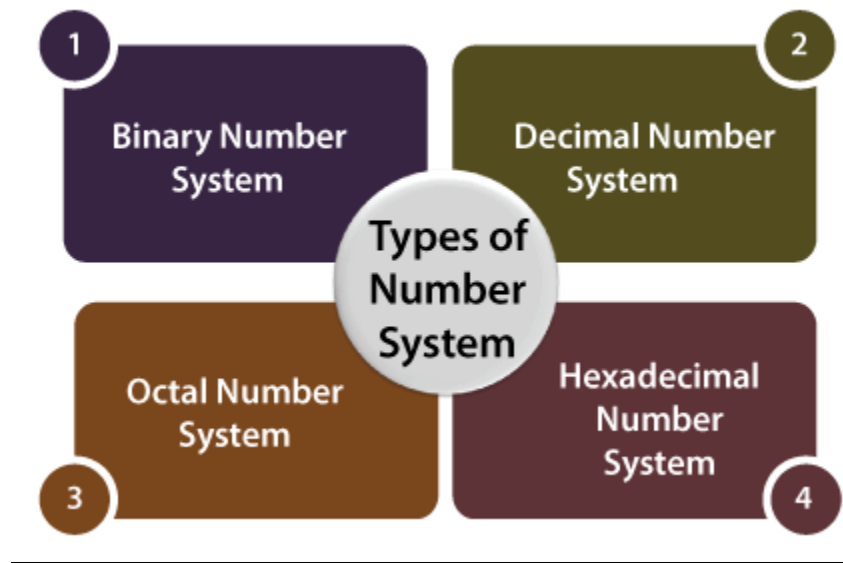 1
Binary Number
System
2
Decimal Number
System
Types of
Number
System
3
Octal Number
System
4
Hexadecimal
Number
System